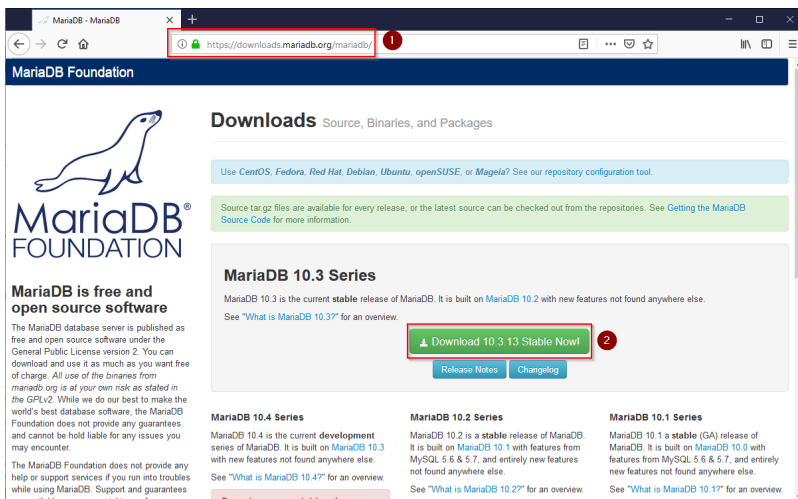 MariaDB - MariaDB
https://downloads.mariadb.org/mariadb/
1
MariaDB Foundation
MariaDB®
FOUNDATION
MariaDB is free and
open source software
The MariaDB database server is published as
free and open source software under the
General Public License version 2. You can
download and use it as much as you want free
of charge. All use of the binaries from
mariadb.org is at your own risk as stated in
the GPLv2. While we do our best to make the
world's best database software, the MariaDB
Foundation does not provide any guarantees
and cannot be hold liable for any issues you
may encounter.
The MariaDB Foundation does not provide any
help or support services if you run into troubles
while using MariaDB. Support and guarantees
Downloads Source, Binaries, and Packages
Use CentOS, Fedora, Red Hat, Debian, Ubuntu, openSUSE, or Mageia? See our repository configuration tool.
Source tar.gz files are available for every release, or the latest source can be checked out from the repositories. See Getting the MariaDB
Source Code for more information.
MariaDB 10.3 Series
MariaDB 10.3 is the current stable release of MariaDB. It is built on MariaDB 10.2 with new features not found anywhere else.
See "What is MariaDB 10.3?" for an overview.
Download 10.3.13 Stable Now!
2
Release Notes
Changelog
MariaDB 10.4 Series
MariaDB 10.4 is the current development
series of MariaDB. It is built on MariaDB 10.3
with new features not found anywhere else.
See "What is MariaDB 10.4?" for an overview.
MariaDB 10.2 Series
MariaDB 10.2 is a stable release of MariaDB.
It is built on MariaDB 10.1 with features from
MySQL 5.6 & 5.7, and entirely new features
not found anywhere else.
See "What is MariaDB 10.2?" for an overview.
MariaDB 10.1 Series
MariaDB 10.1 a stable (GA) release of
MariaDB. It is built on MariaDB 10.0 with
features from MySQL 5.6 & 5.7, and entirely
new features not found anywhere else.
See "What is MariaDB 10.1?" for an overview.